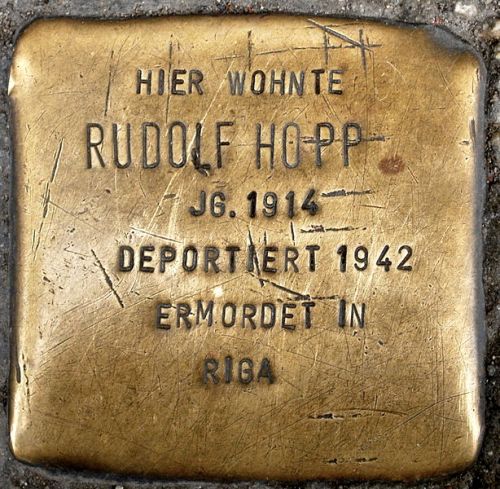 HIER WOHNTE
RUDOLF HOPP
JG. 1914
DEPORTIERT 1942
ERMORDET IN
RIGA